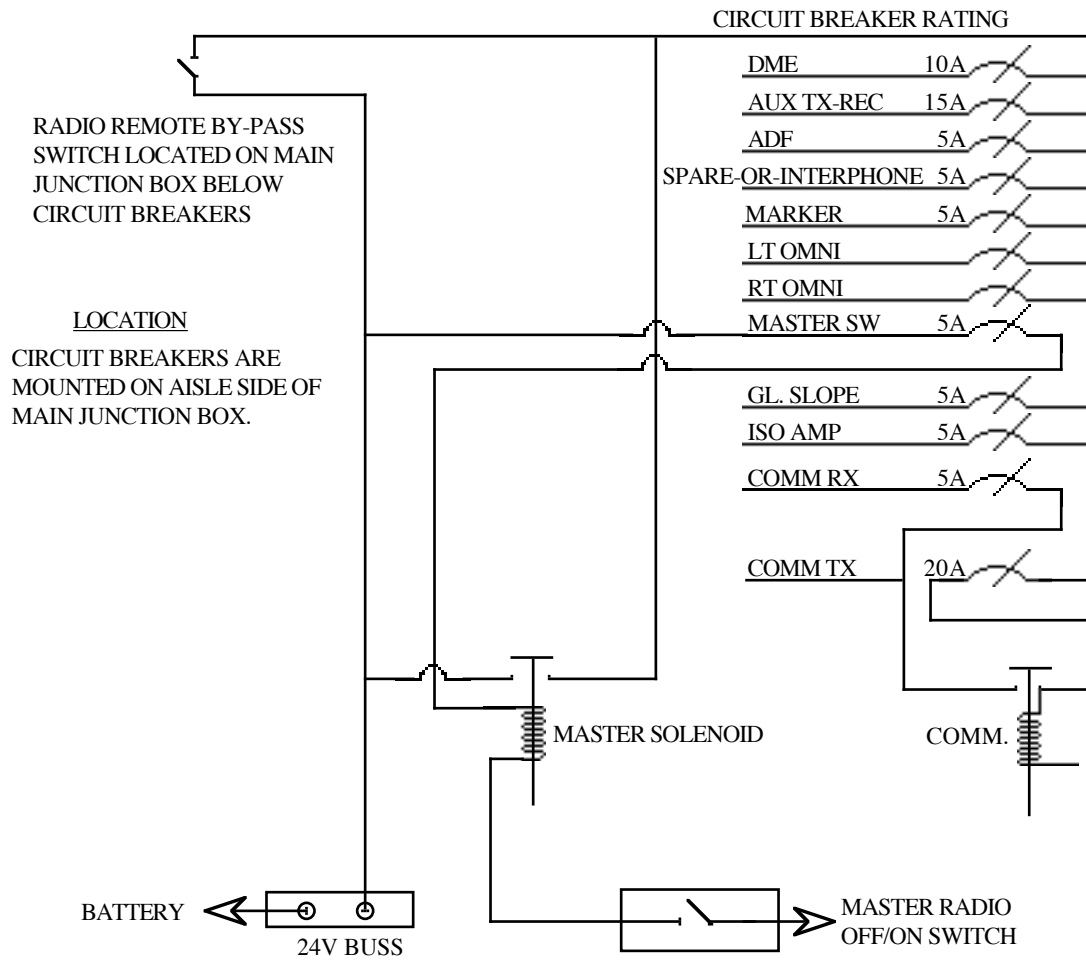 CIRCUIT BREAKER RATING
DME 10A
AUX TX-REC 15A
ADF 5A
SPARE-OR-INTERPHONE 5A
MARKER 5A
LT OMNI
RT OMNI
MASTER SW 5A
GL. SLOPE 5A
ISO AMP 5A
COMM RX 5A
COMM TX 20A
RADIO REMOTE BY-PASS
SWITCH LOCATED ON MAIN
JUNCTION BOX BELOW
CIRCUIT BREAKERS
LOCATION
CIRCUIT BREAKERS ARE
MOUNTED ON AISLE SIDE OF
MAIN JUNCTION BOX.
MASTER SOLENOID
COMM.
BATTERY
24V BUSS
MASTER RADIO
OFF/ON SWITCH